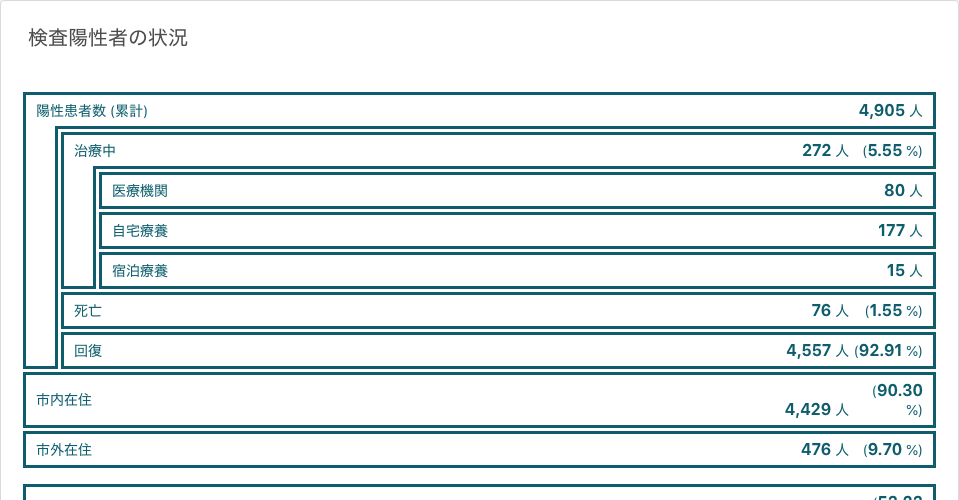 検査陽性者の状況
陽性患者数 (累計) 4,905 人
治療中 272 人 (5.55 %)
医療機関 80 人
自宅療養 177 人
宿泊療養 15 人
死亡 76 人 (1.55 %)
回復 4,557 人 (92.91 %)
市内在住 4,429 人 (90.30 %)
市外在住 476 人 (9.70 %)